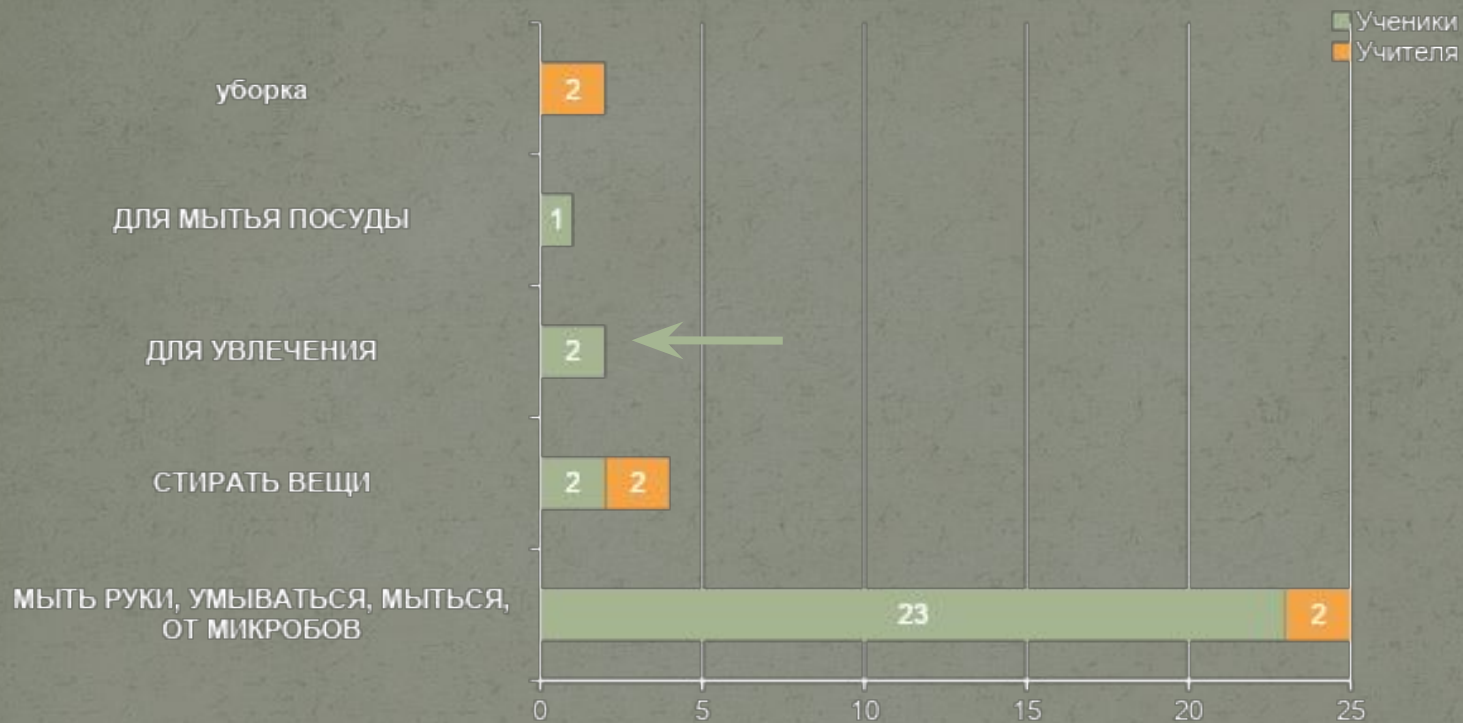 Ученики
Учителя
уборка
2
ДЛЯ МЫТЬЯ ПОСУДЫ
1
ДЛЯ УВЛЕЧЕНИЯ
2
СТИРАТЬ ВЕЩИ
2 2
МЫТЬ РУКИ, УМЫВАТЬСЯ, МЫТЬСЯ,
ОТ МИКРОБОВ
23 2
0 5 10 15 20 25